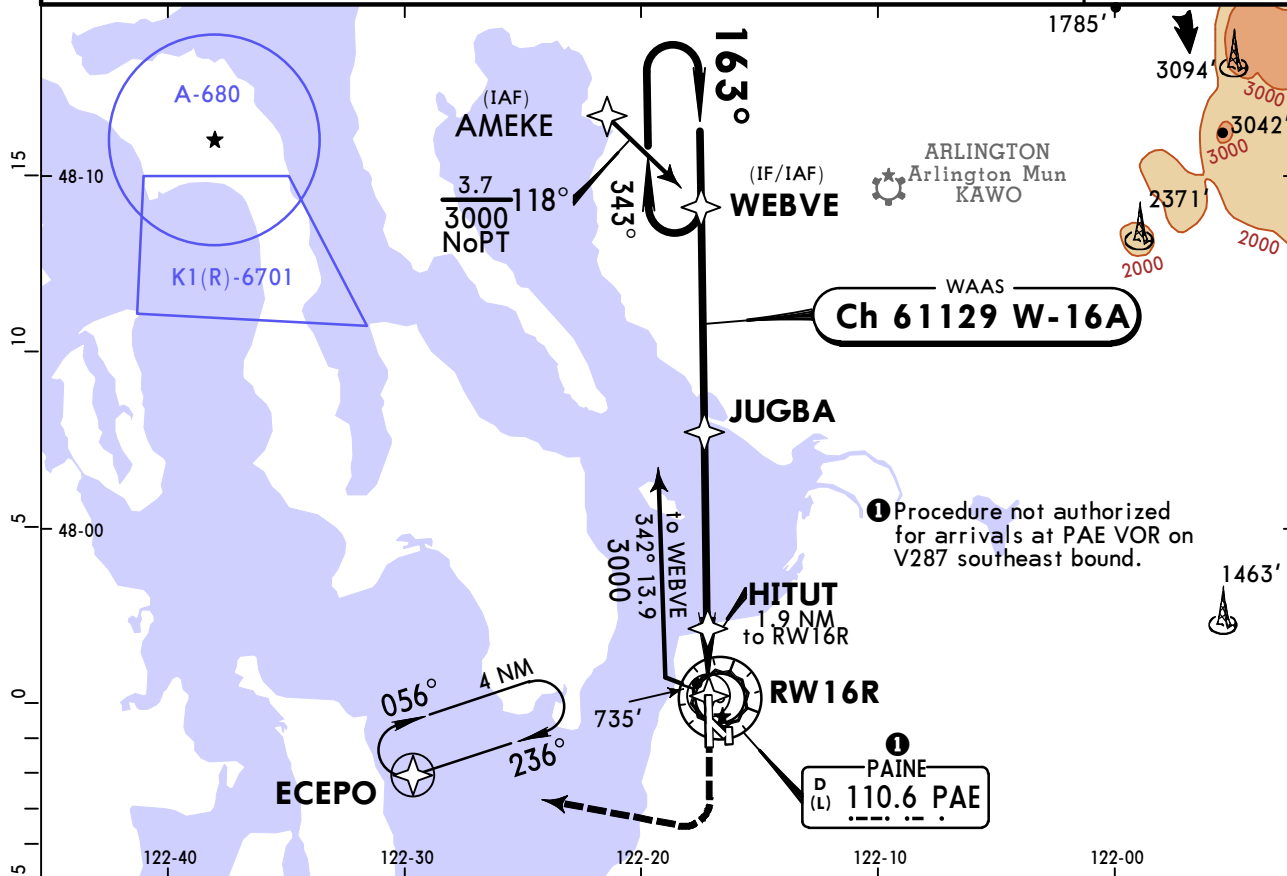 1785'
3094'
3000
3042'
3000
2371'
2000
2000
A-680
K1(R)-6701
(IAF)
AMEKE
163°
3.7
3000
NoPT
118°
343°
(IF/IAF)
WEBVE
ARLINGTON
Arlington Mun
KAWO
WAAS
Ch 61129 W-16A
JUGBA
1 Procedure not authorized
for arrivals at PAE VOR on
V287 southeast bound.
1463'
to WEBVE
342° 13.9
3000
HITUT
1.9 NM
to RW16R
RW16R
735'
056°
4 NM
236°
ECEPO
1
PAINE
D
(L)
110.6 PAE
15
10
5
0
5
48-10
48-00
122-40
122-30
122-20
122-10
122-00